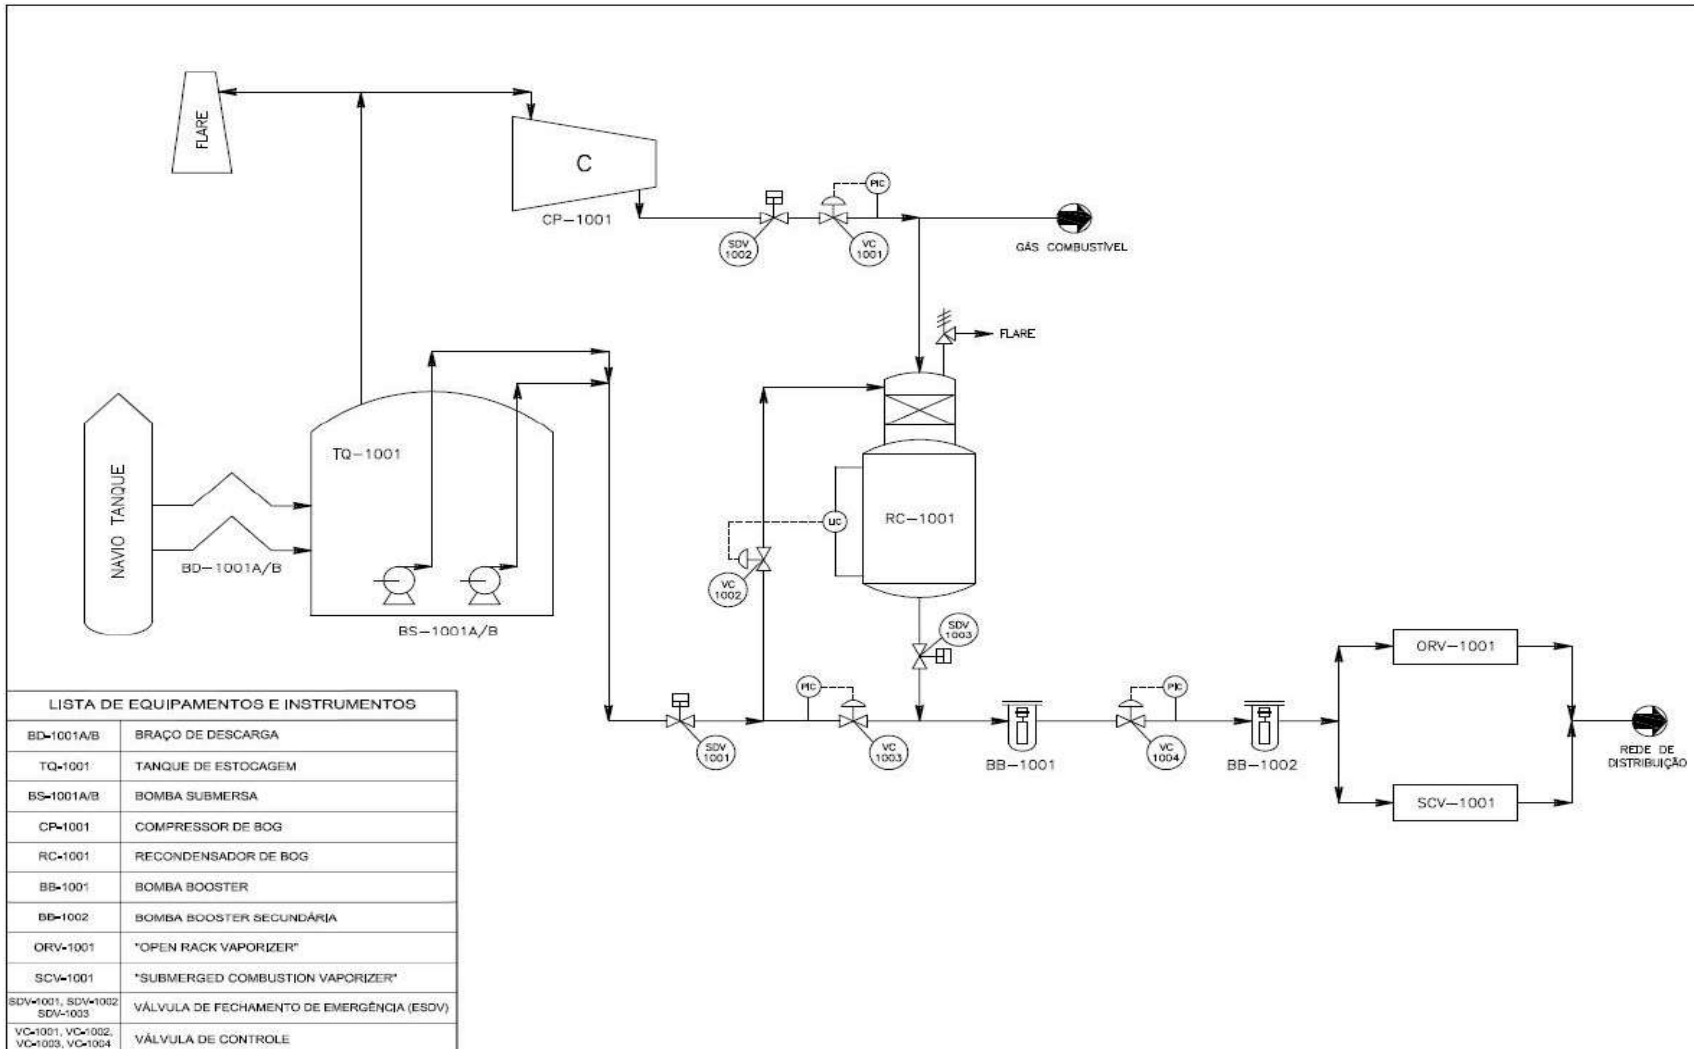 FLARE
C
CP-1001
PIC
SDV
1002
VC
1001
GÁS COMBUSTÍVEL
FLARE
TQ-1001
NAVIO TANQUE
BD-1001A/B
BS-1001A/B
LIC
VC
1002
RC-1001
SDV
1003
PIC
SDV
1001
VC
1003
BB-1001
PIC
VC
1004
BB-1002
ORV-1001
SCV-1001
REDE DE
DISTRIBUIÇÃO
LISTA DE EQUIPAMENTOS E INSTRUMENTOS
BD-1001A/B BRAÇO DE DESCARGA
TQ-1001 TANQUE DE ESTOCAGEM
BS-1001A/B BOMBA SUBMERSA
CP-1001 COMPRESSOR DE BOG
RC-1001 RECONDENSADOR DE BOG
BB-1001 BOMBA BOOSTER
BB-1002 BOMBA BOOSTER SECUNDÁRIA
ORV-1001 "OPEN RACK VAPORIZER"
SCV-1001 "SUBMERGED COMBUSTION VAPORIZER"
SDV-1001, SDV-1002
SDV-1003 VÁLVULA DE FECHAMENTO DE EMERGÊNCIA (ESDV)
VC-1001, VC-1002,
VC-1003, VC-1004 VÁLVULA DE CONTROLE